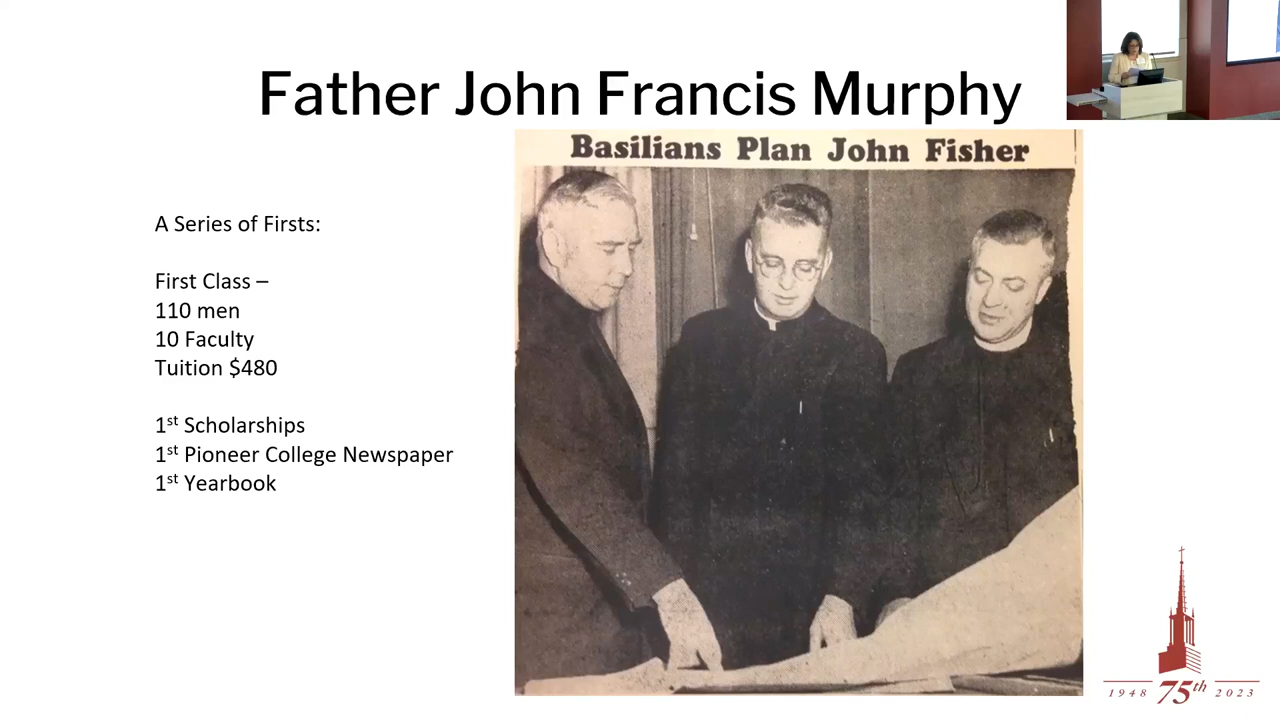 Father John Francis Murphy
Basilians Plan John Fisher
A Series of Firsts:
First Class –
110 men
10 Faculty
Tuition $480
1st Scholarships
1st Pioneer College Newspaper
1st Yearbook
1948 75th 2023